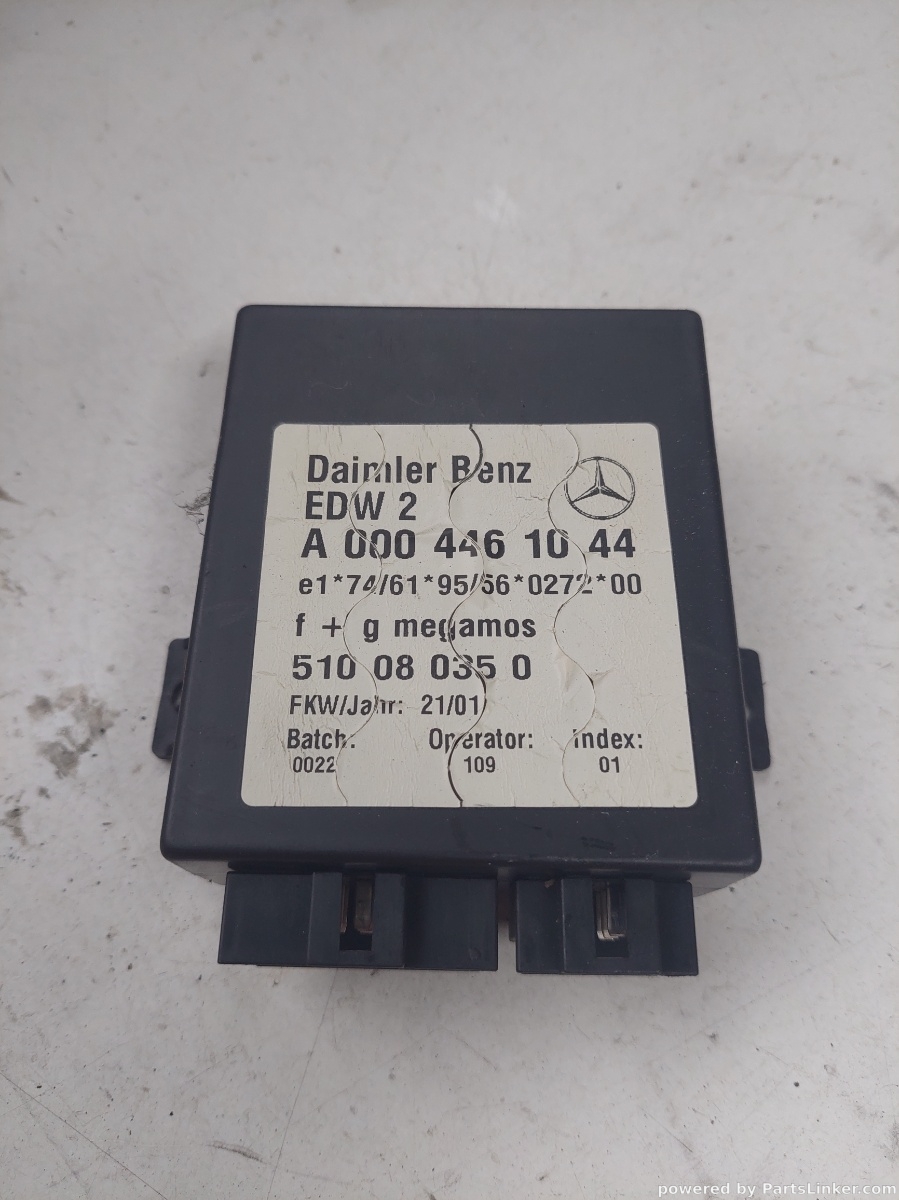 Daimler Benz
EDW 2
A 000 446 10 44
e1*74/61*95/56*0272*00
f + g megamos
510 08 035 0
FKW/Jahr: 21/01
Batch: Operator: Index:
0022 109 01
powered by PartsLinker.com